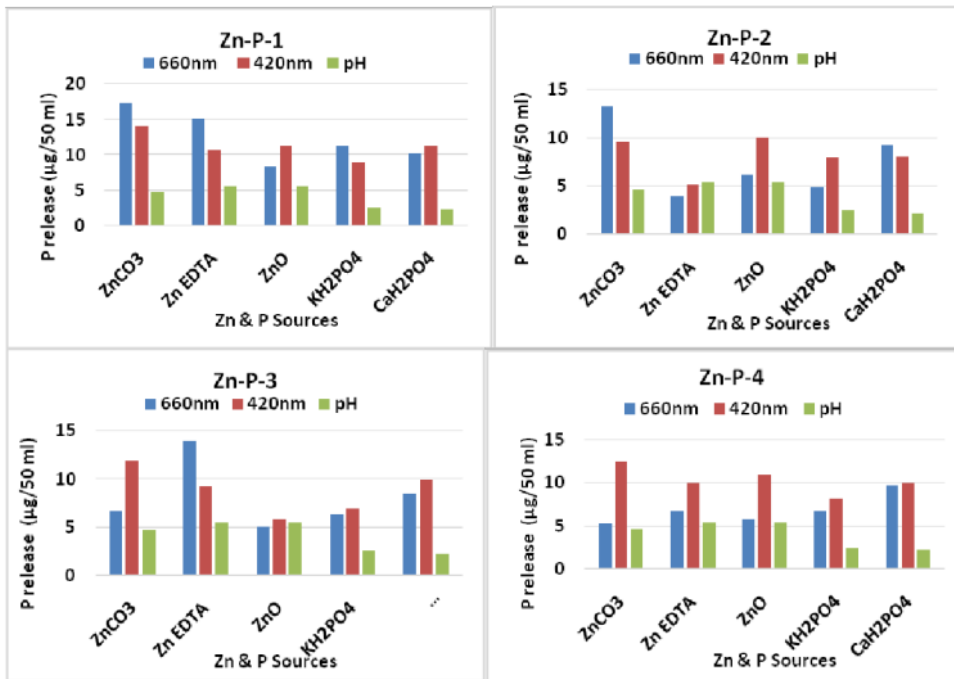 Zn-P-1
660nm 420nm pH
P release (µg/50 ml)
20
15
10
5
0
ZnCO3
Zn EDTA
ZnO
KH2PO4
CaH2PO4
Zn & P Sources
Zn-P-2
660nm 420nm pH
P release (µg/50 ml)
15
10
5
0
ZnCO3
Zn EDTA
ZnO
KH2PO4
CaH2PO4
Zn & P Sources
Zn-P-3
660nm 420nm pH
P release (µg/50 ml)
15
10
5
0
ZnCO3
Zn EDTA
ZnO
KH2PO4
...
Zn & P Sources
Zn-P-4
660nm 420nm pH
P release (µg/50 ml)
15
10
5
0
ZnCO3
Zn EDTA
ZnO
KH2PO4
CaH2PO4
Zn & P Sources